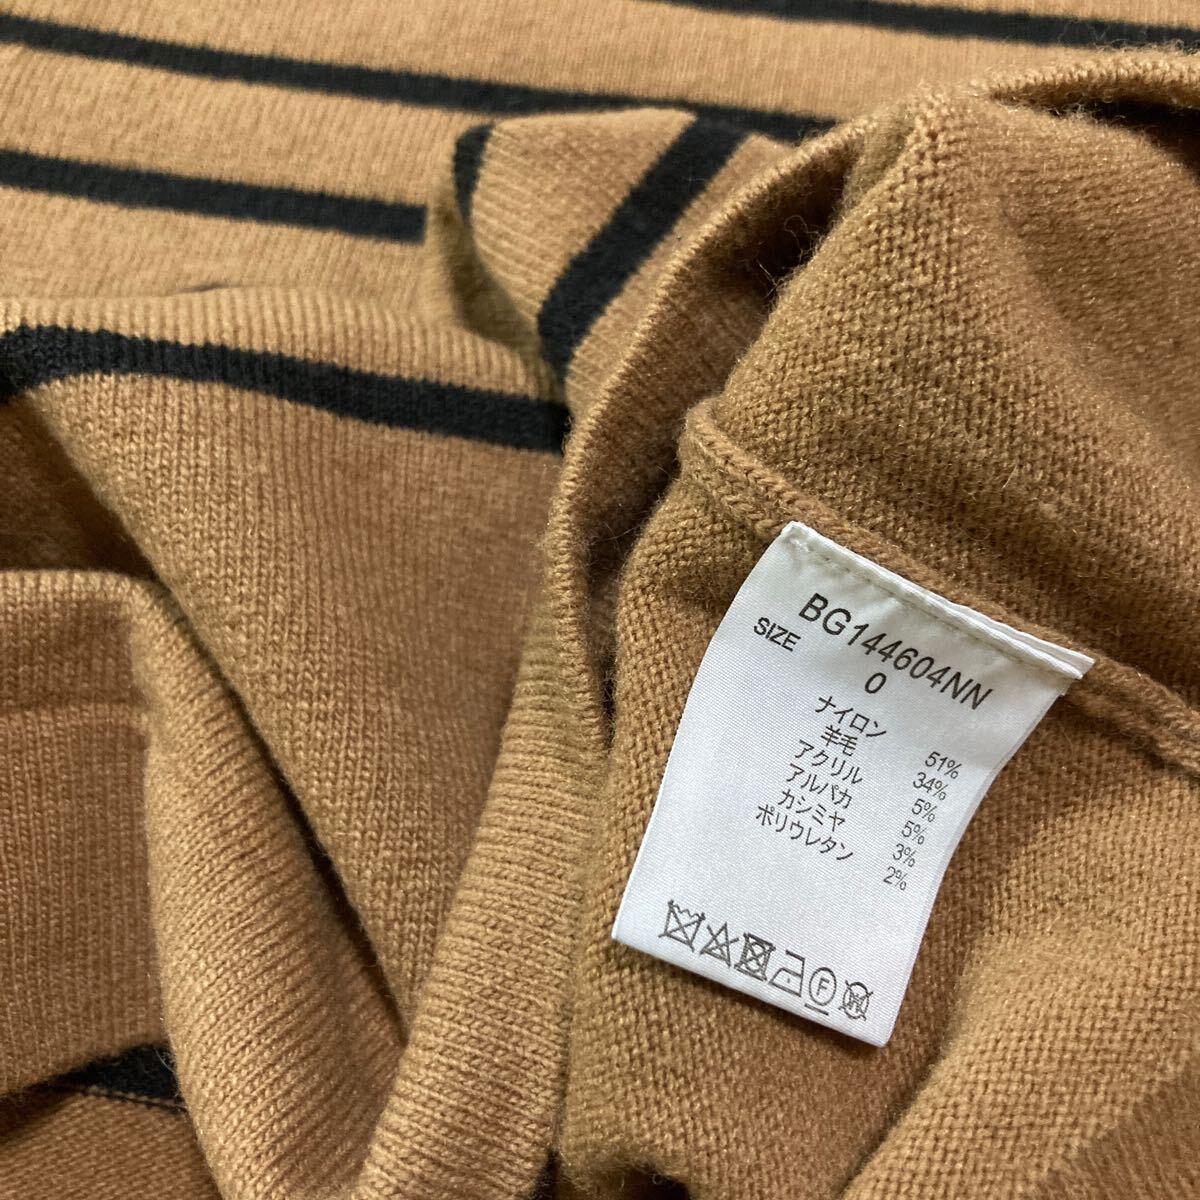 BG144604NN
SIZE 0
ナイロン 51%
羊毛 34%
アクリル 5%
アルパカ 5%
カシミヤ 3%
ポリウレタン 2%
F
W